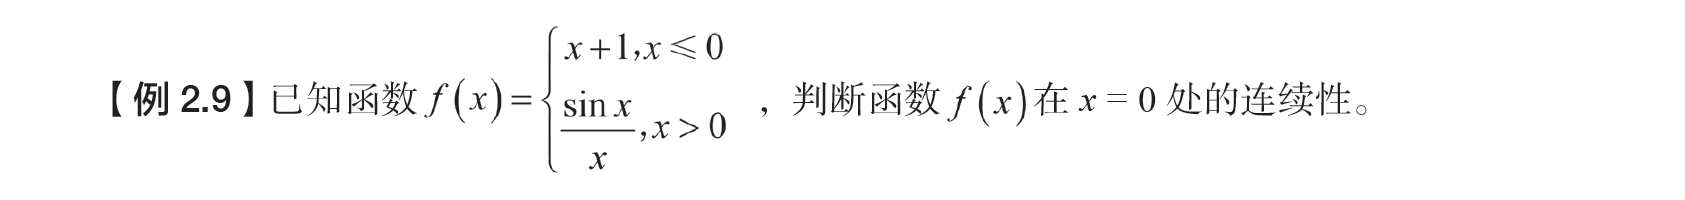 【例 2.9】已知函数 f(x)={x+1,x≤0
sin x/x,x>0
，判断函数 f(x)在 x=0 处的连续性。